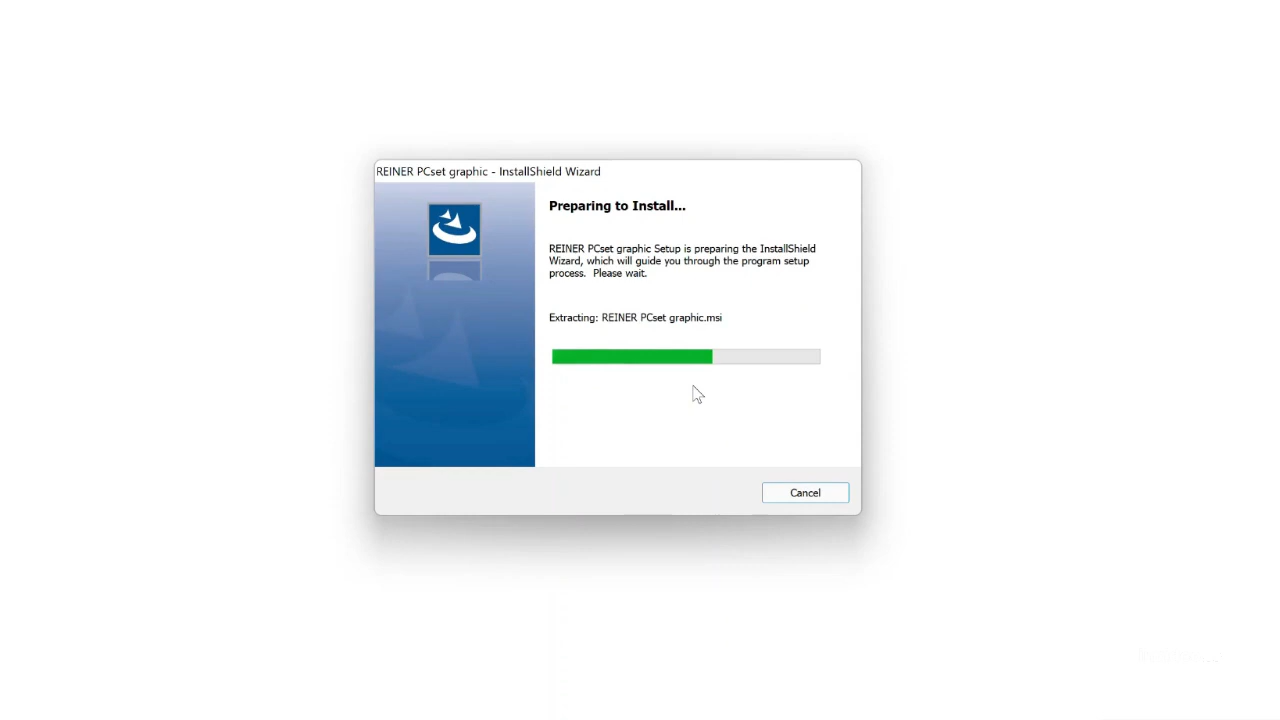 REINER PCset graphic - InstallShield Wizard
Preparing to Install...
REINER PCset graphic Setup is preparing the InstallShield
Wizard, which will guide you through the program setup
process. Please wait.
Extracting: REINER PCset graphic.msi
Cancel